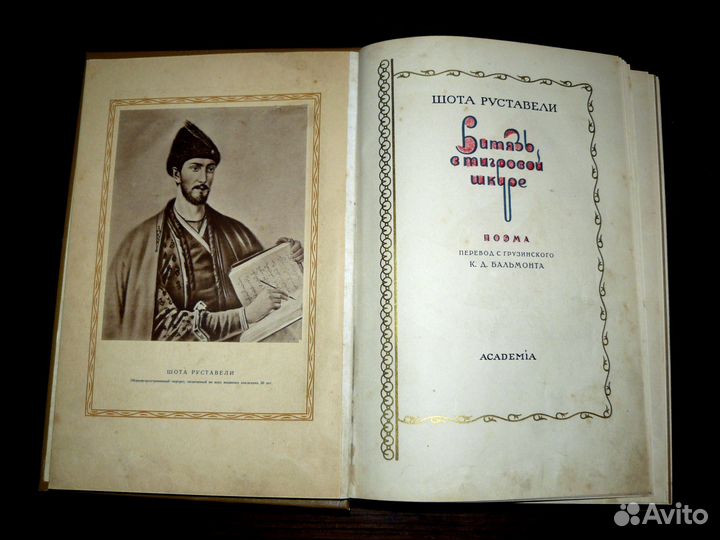 ШОТА РУСТАВЕЛИ
ШОТА РУСТАВЕЛИ
Витязь
в тигровой
шкуре
ПОЭМА
ПЕРЕВОД С ГРУЗИНСКОГО
К. Д. БАЛЬМОНТА
ACADEMIA
Avito